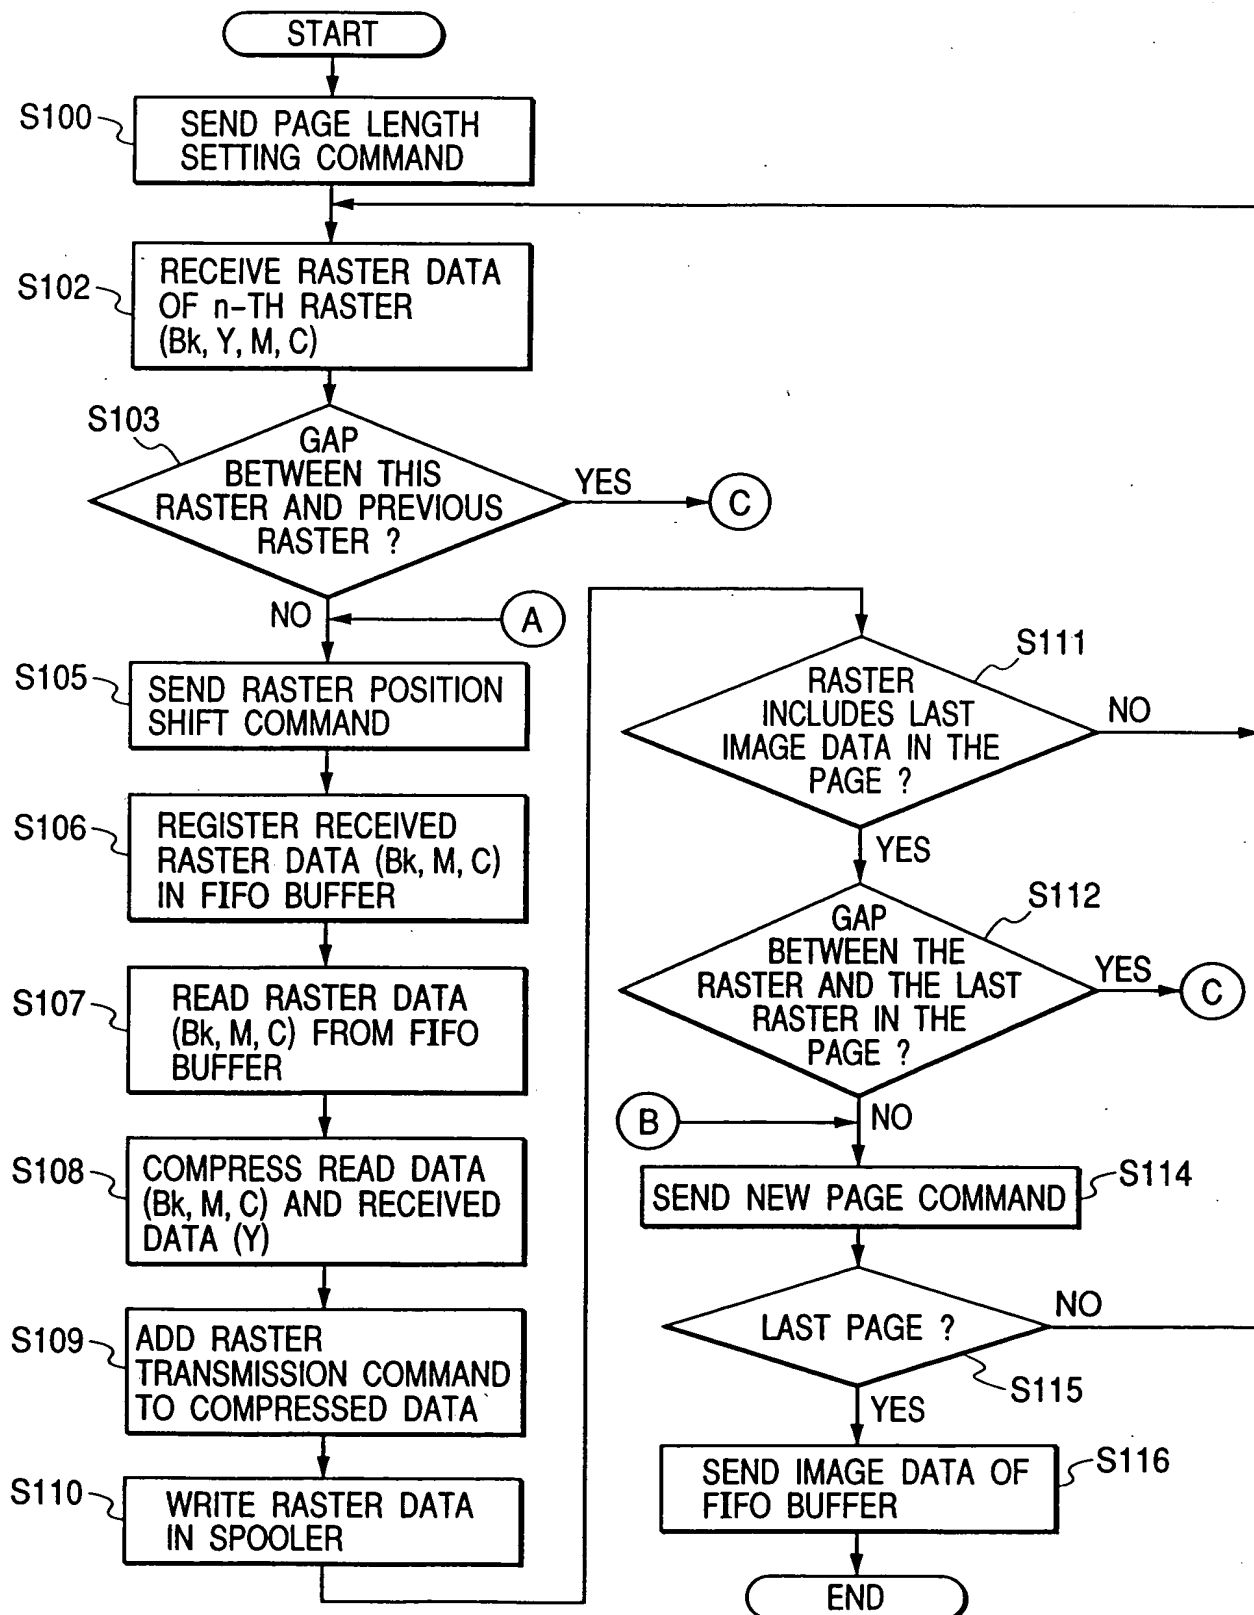 START
S100
SEND PAGE LENGTH
SETTING COMMAND
S102
RECEIVE RASTER DATA
OF n-TH RASTER
(Bk, Y, M, C)
S103
GAP
BETWEEN THIS
RASTER AND PREVIOUS
RASTER ?
YES
C
NO
A
S105
SEND RASTER POSITION
SHIFT COMMAND
S106
REGISTER RECEIVED
RASTER DATA (Bk, M, C)
IN FIFO BUFFER
S107
READ RASTER DATA
(Bk, M, C) FROM FIFO
BUFFER
S108
COMPRESS READ DATA
(Bk, M, C) AND RECEIVED
DATA (Y)
S109
ADD RASTER
TRANSMISSION COMMAND
TO COMPRESSED DATA
S110
WRITE RASTER DATA
IN SPOOLER
S111
RASTER
INCLUDES LAST
IMAGE DATA IN THE
PAGE ?
NO
YES
S112
GAP
BETWEEN THE
RASTER AND THE LAST
RASTER IN THE
PAGE ?
YES
C
B
NO
S114
SEND NEW PAGE COMMAND
LAST PAGE ?
NO
S115
YES
S116
SEND IMAGE DATA OF
FIFO BUFFER
END